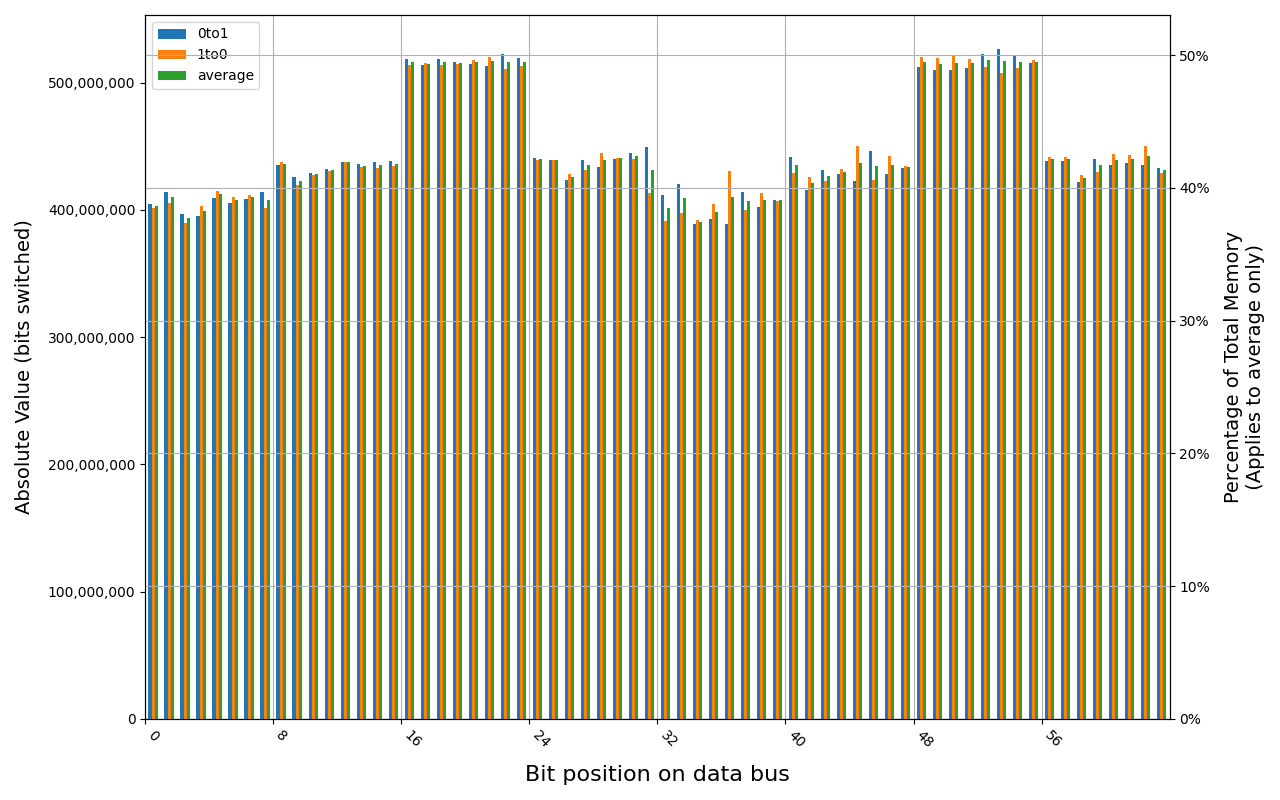 0to1
1to0
average
Absolute Value (bits switched)
500,000,000
400,000,000
300,000,000
200,000,000
100,000,000
0
50%
40%
30%
20%
10%
0%
Percentage of Total Memory
(Applies to average only)
0
8
16
24
32
40
48
56
Bit position on data bus